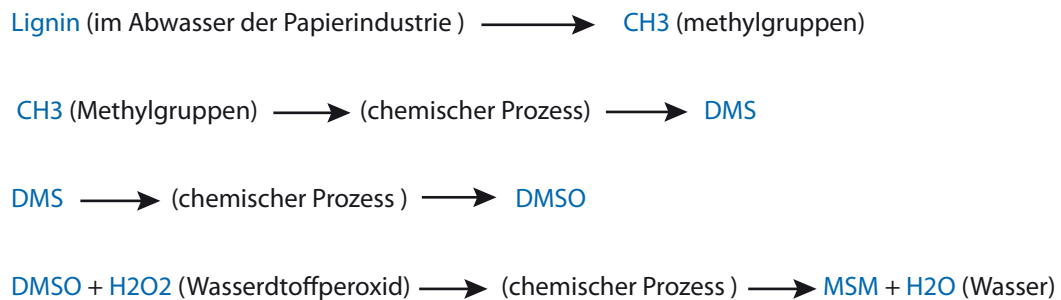 Lignin (im Abwasser der Papierindustrie ) ⟶ CH3 (methylgruppen)
CH3 (Methylgruppen) ⟶ (chemischer Prozess) ⟶ DMS
DMS ⟶ (chemischer Prozess ) ⟶ DMSO
DMSO + H2O2 (Wasserdtoffperoxid) ⟶ (chemischer Prozess ) ⟶ MSM + H2O (Wasser)